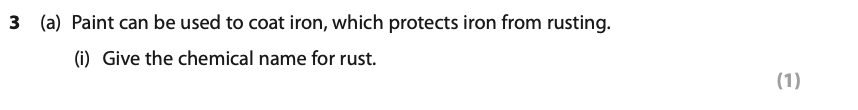 3 (a) Paint can be used to coat iron, which protects iron from rusting.
(i) Give the chemical name for rust.
(1)